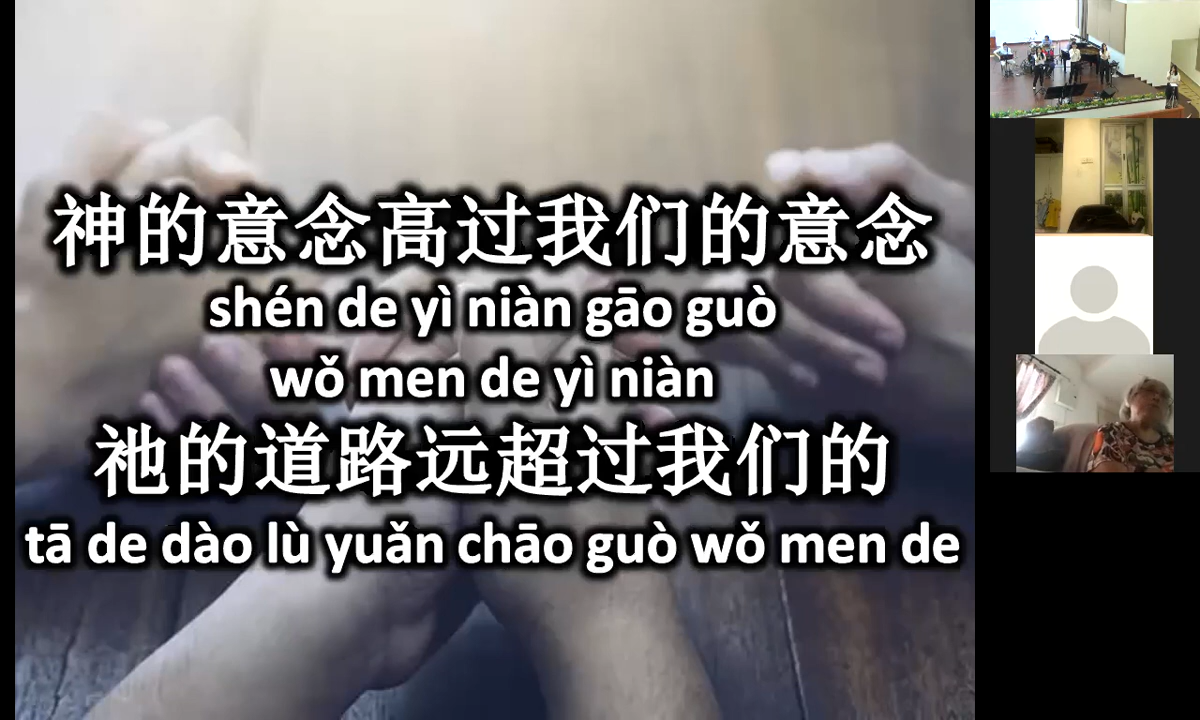 神的意念高过我们的意念
shén de yì niàn gāo guò
wǒ men de yì niàn
祂的道路远超过我们的
tā de dào lù yuǎn chāo guò wǒ men de